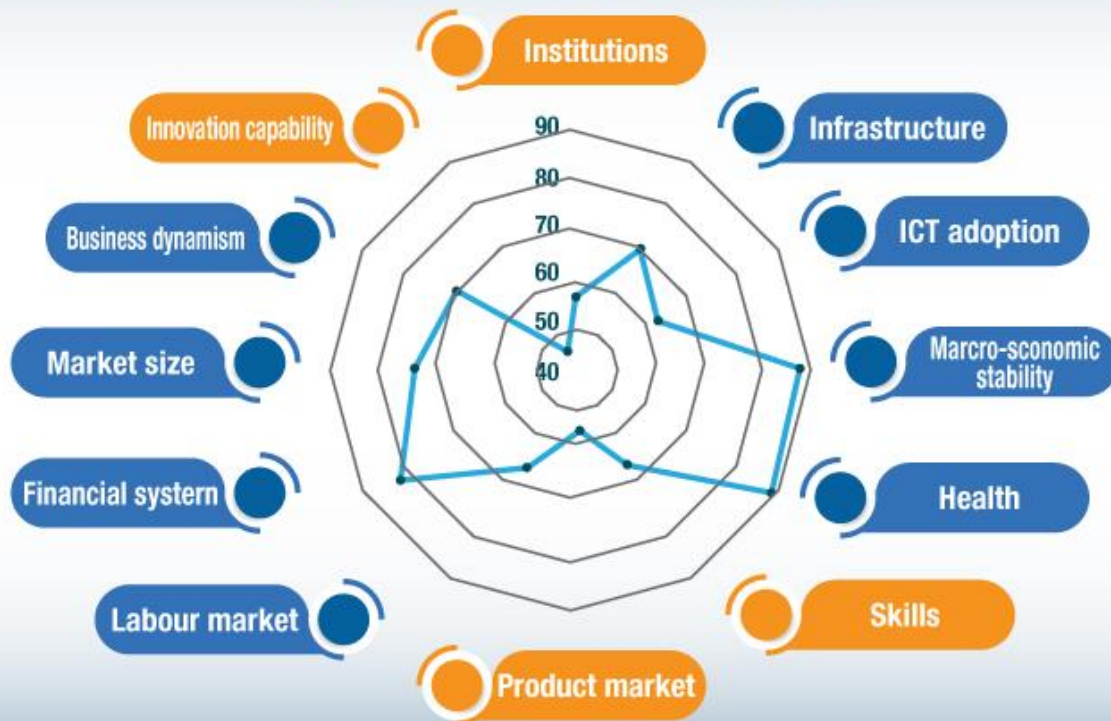 Institutions
Innovation capability
Infrastructure
90
80
70
60
50
40
Business dynamism
ICT adoption
Market size
Marcro-sconomic
stability
Financial systern
Health
Labour market
Skills
Product market